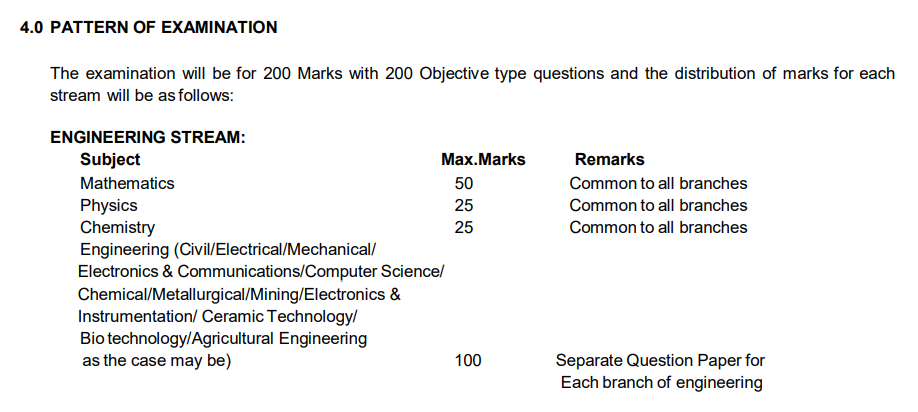 4.0 PATTERN OF EXAMINATION
The examination will be for 200 Marks with 200 Objective type questions and the distribution of marks for each
stream will be as follows:
ENGINEERING STREAM:
Subject Max.Marks Remarks
Mathematics 50 Common to all branches
Physics 25 Common to all branches
Chemistry 25 Common to all branches
Engineering (Civil/Electrical/Mechanical/
Electronics & Communications/Computer Science/
Chemical/Metallurgical/Mining/Electronics &
Instrumentation/ Ceramic Technology/
Bio technology/Agricultural Engineering
as the case may be) 100 Separate Question Paper for
Each branch of engineering